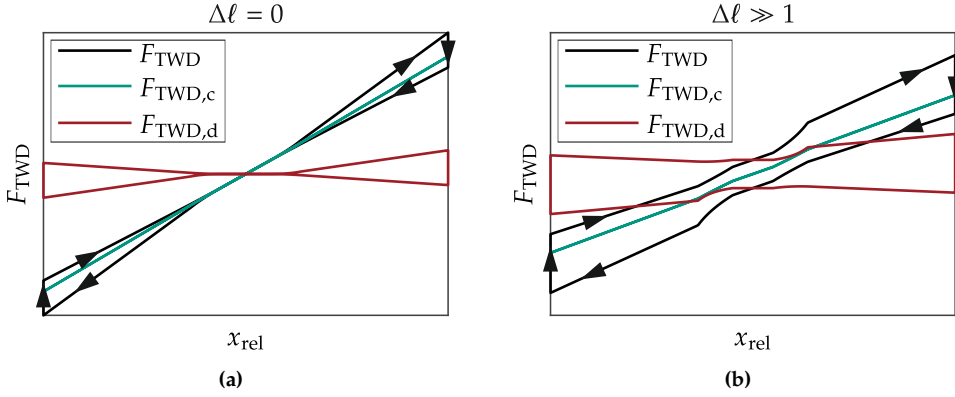 Δℓ = 0
F_TWD
F_TWD,c
F_TWD,d
F_TWD
x_rel
(a)
Δℓ ≫ 1
F_TWD
F_TWD,c
F_TWD,d
F_TWD
x_rel
(b)